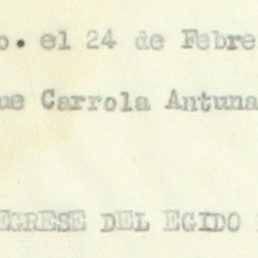 o. el 24 de Febre
ue Carrola Antuna
EGRESE DEL EGIDO